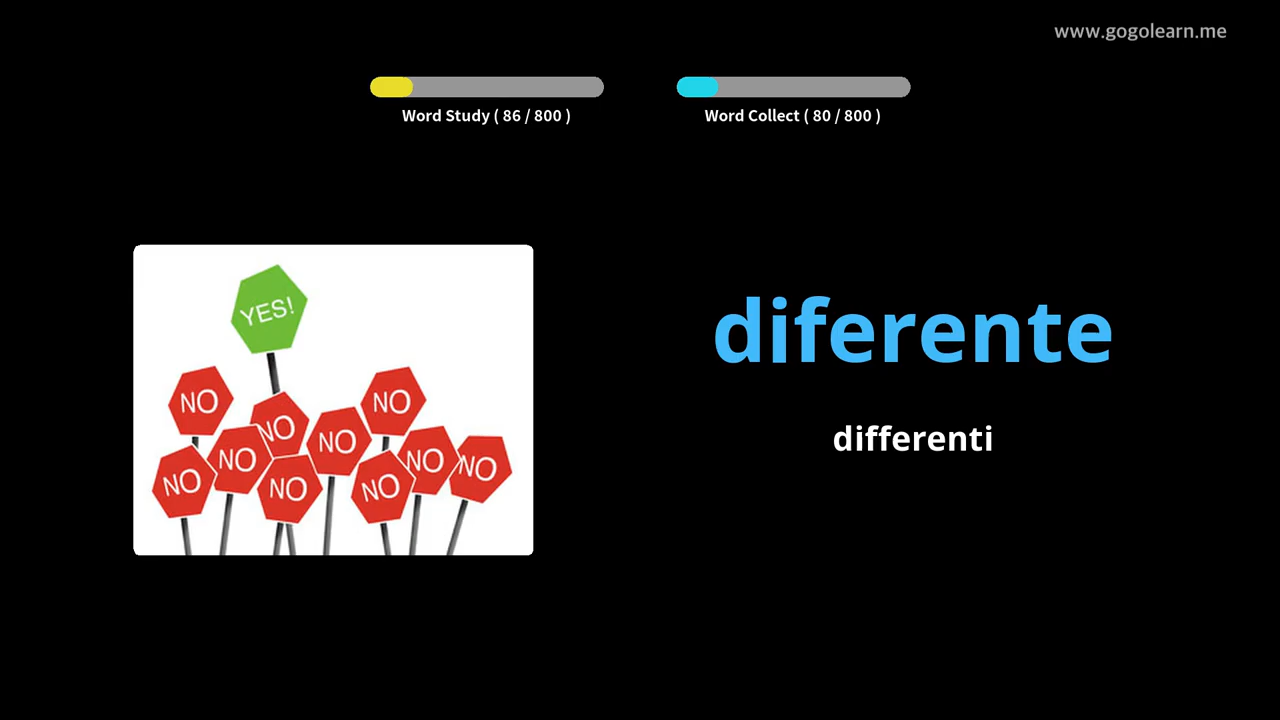 www.gogolearn.me
Word Study ( 86 / 800 )
Word Collect ( 80 / 800 )
YES!
NO
NO
NO
NO
NO
NO
NO
NO
NO
NO
diferente
differenti